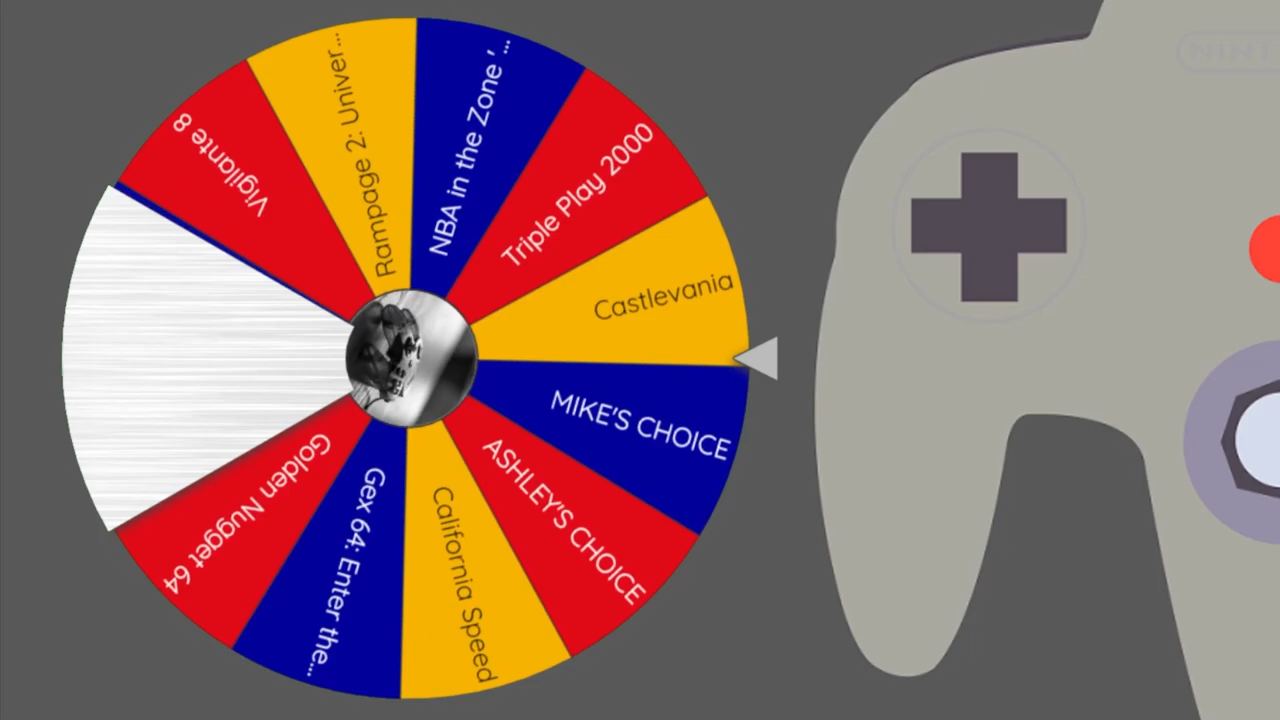 Vigilante 8
Rampage 2: Univer...
NBA in the Zone '...
Triple Play 2000
Castlevania
MIKE'S CHOICE
ASHLEY'S CHOICE
California Speed
Gex 64: Enter the...
Golden Nugget 64